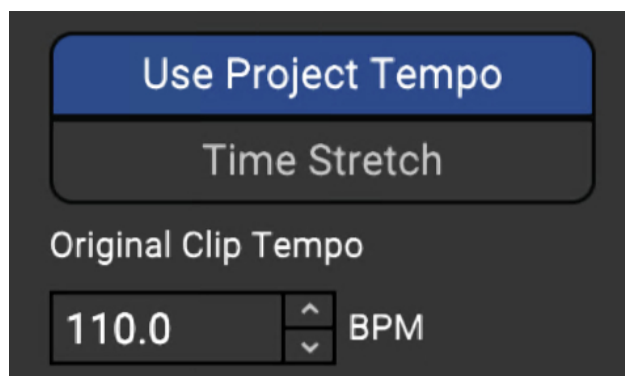 Use Project Tempo
Time Stretch
Original Clip Tempo
110.0 BPM